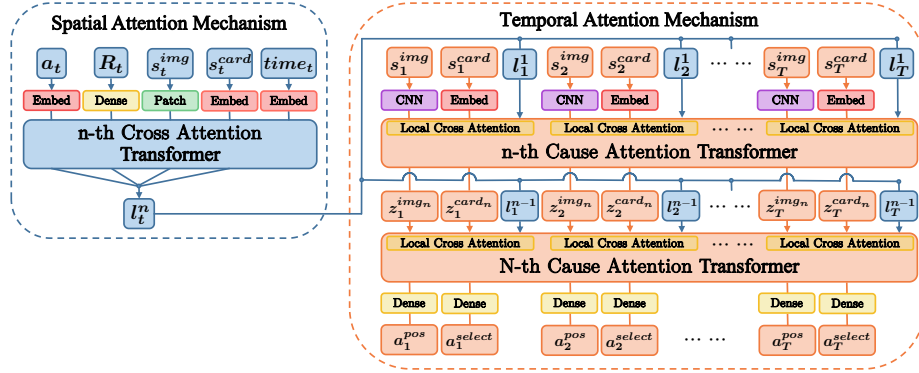 Spatial Attention Mechanism
a_t R_t s_t^{img} s_t^{card} time_t
Embed Dense Patch Embed Embed
n-th Cross Attention
Transformer
l_t^n
Temporal Attention Mechanism
s_1^{img} s_1^{card} l_1^1 s_2^{img} s_2^{card} l_2^1 ... ... s_T^{img} s_T^{card} l_T^1
CNN Embed CNN Embed CNN Embed
Local Cross Attention Local Cross Attention ... ... Local Cross Attention
n-th Cause Attention Transformer
z_1^{img_n} z_1^{card_n} l_1^{n-1} z_2^{img_n} z_2^{card_n} l_2^{n-1} ... ... z_T^{img_n} z_T^{card_n} l_T^{n-1}
Local Cross Attention Local Cross Attention ... ... Local Cross Attention
N-th Cause Attention Transformer
Dense Dense Dense Dense Dense Dense
a_1^{pos} a_1^{select} a_2^{pos} a_2^{select} ... ... a_T^{pos} a_T^{select}